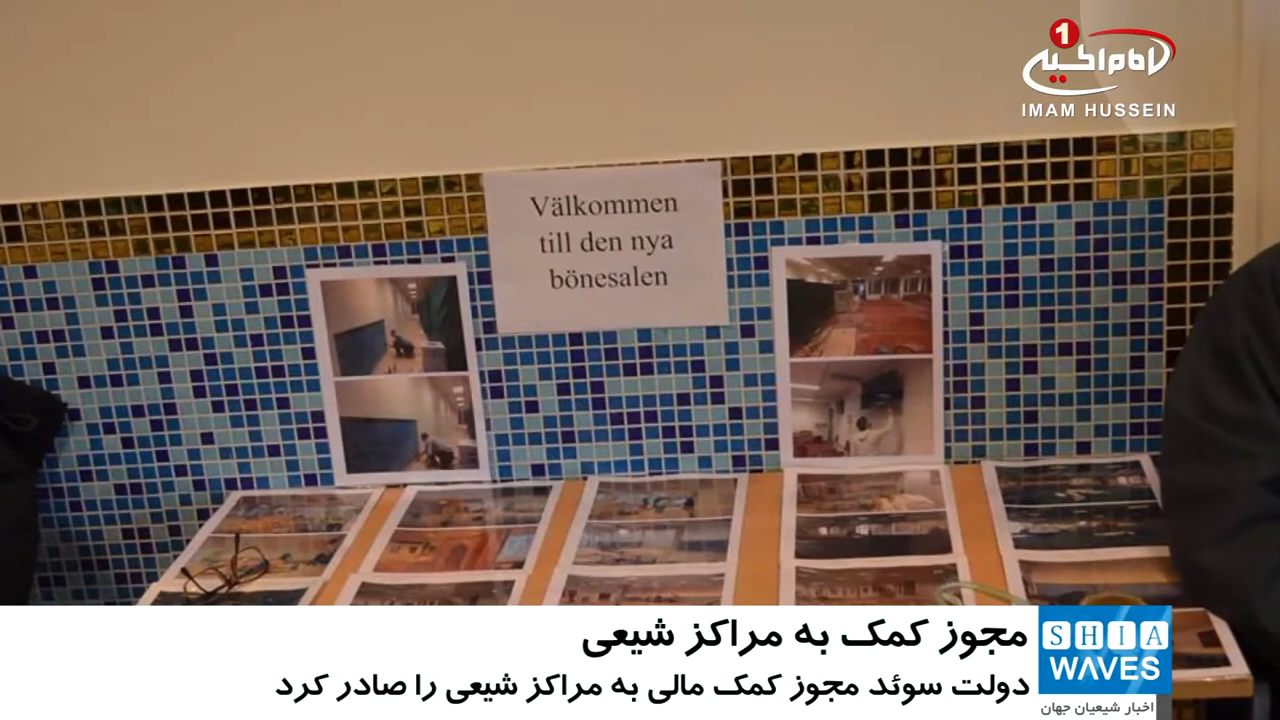 1
امام حسین
IMAM HUSSEIN
Välkommen
till den nya
bönesalen
مجوز کمک به مراکز شیعی
دولت سوئد مجوز کمک مالی به مراکز شیعی را صادر کرد
SHIA
WAVES
اخبار شیعیان جهان